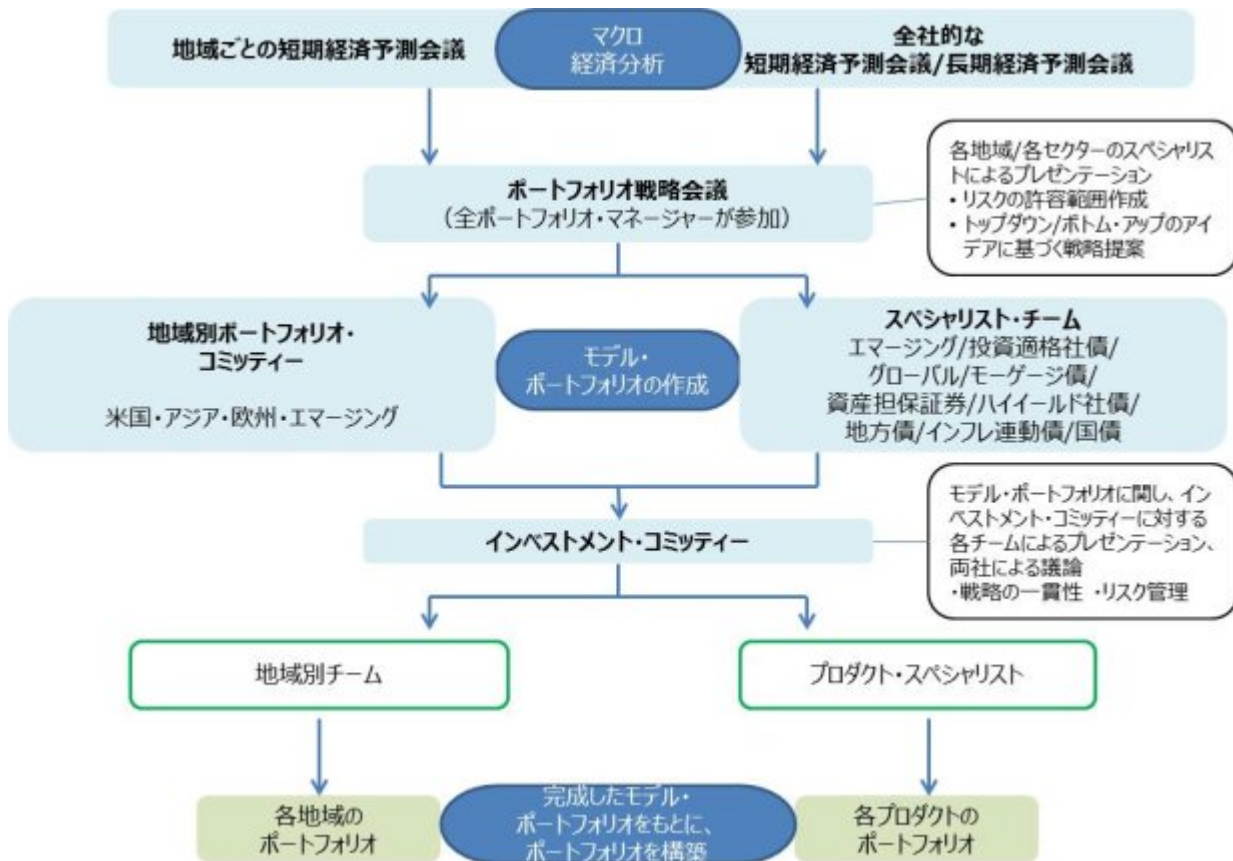 地域ごとの短期経済予測会議
マクロ
経済分析
全社的な
短期経済予測会議/長期経済予測会議
各地域/各セクターのスペシャリス
トによるプレゼンテーション
・リスクの許容範囲作成
・トップダウン/ボトム・アップのアイ
デアに基づく戦略提案
ポートフォリオ戦略会議
（全ポートフォリオ・マネージャーが参加）
地域別ポートフォリオ・
コミッティー
米国・アジア・欧州・エマージング
モデル・
ポートフォリオの作成
スペシャリスト・チーム
エマージング/投資適格社債/
グローバル/モーゲージ債/
資産担保証券/ハイイールド社債/
地方債/インフレ連動債/国債
モデル・ポートフォリオに関し、イン
ベストメント・コミッティーに対する
各チームによるプレゼンテーション、
両社による議論
・戦略の一貫性 ・リスク管理
インベストメント・コミッティー
地域別チーム
プロダクト・スペシャリスト
各地域の
ポートフォリオ
完成したモデル・
ポートフォリオをもとに、
ポートフォリオを構築
各プロダクトの
ポートフォリオ